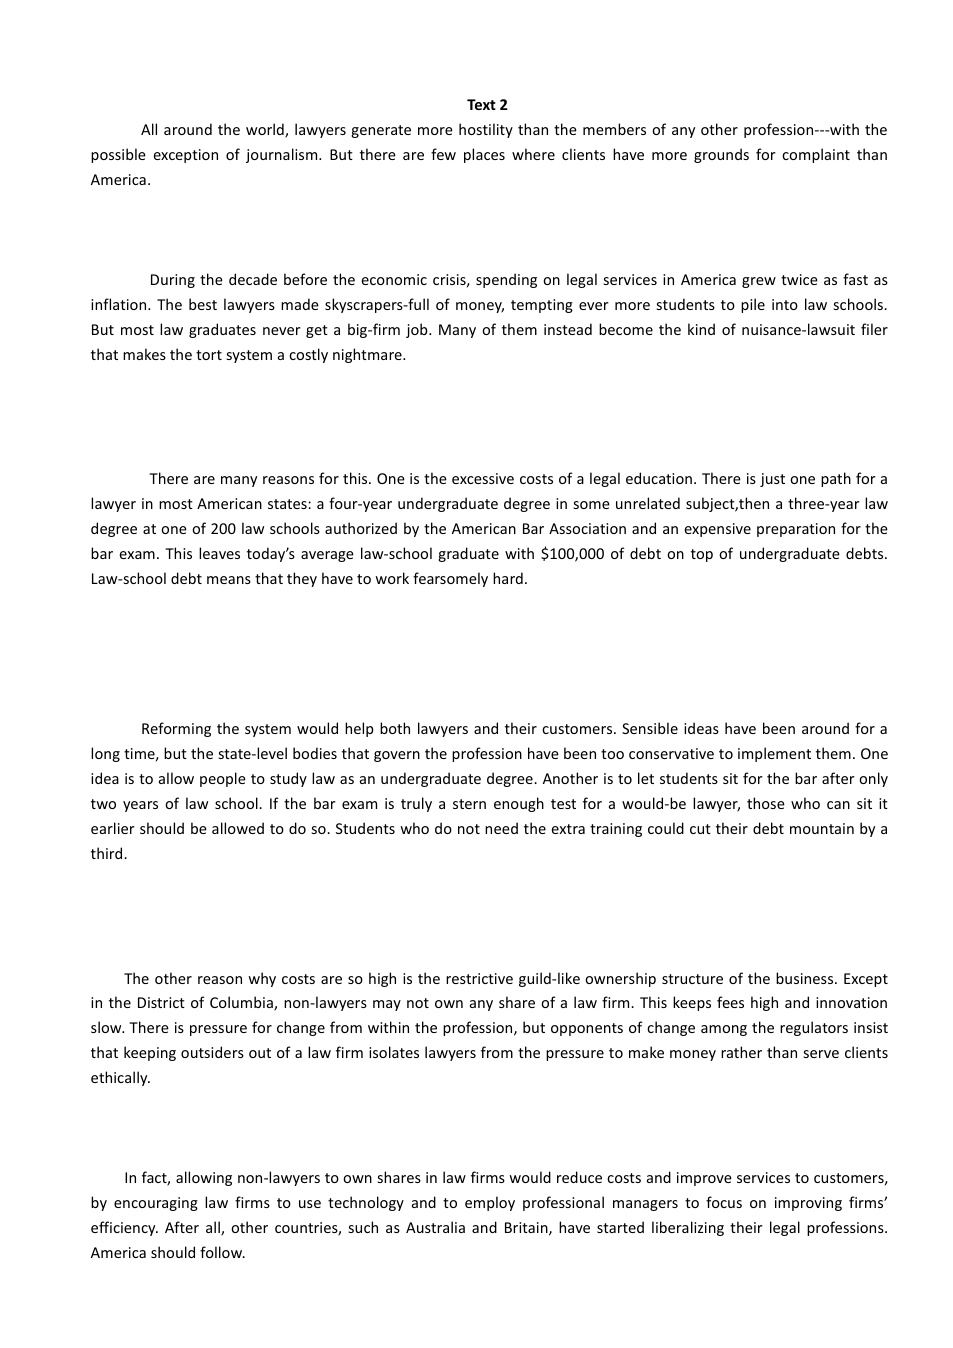 Text 2
All around the world, lawyers generate more hostility than the members of any other profession---with the
possible exception of journalism. But there are few places where clients have more grounds for complaint than
America.
During the decade before the economic crisis, spending on legal services in America grew twice as fast as
inflation. The best lawyers made skyscrapers-full of money, tempting ever more students to pile into law schools.
But most law graduates never get a big-firm job. Many of them instead become the kind of nuisance-lawsuit filer
that makes the tort system a costly nightmare.
There are many reasons for this. One is the excessive costs of a legal education. There is just one path for a
lawyer in most American states: a four-year undergraduate degree in some unrelated subject,then a three-year law
degree at one of 200 law schools authorized by the American Bar Association and an expensive preparation for the
bar exam. This leaves today’s average law-school graduate with $100,000 of debt on top of undergraduate debts.
Law-school debt means that they have to work fearsomely hard.
Reforming the system would help both lawyers and their customers. Sensible ideas have been around for a
long time, but the state-level bodies that govern the profession have been too conservative to implement them. One
idea is to allow people to study law as an undergraduate degree. Another is to let students sit for the bar after only
two years of law school. If the bar exam is truly a stern enough test for a would-be lawyer, those who can sit it
earlier should be allowed to do so. Students who do not need the extra training could cut their debt mountain by a
third.
The other reason why costs are so high is the restrictive guild-like ownership structure of the business. Except
in the District of Columbia, non-lawyers may not own any share of a law firm. This keeps fees high and innovation
slow. There is pressure for change from within the profession, but opponents of change among the regulators insist
that keeping outsiders out of a law firm isolates lawyers from the pressure to make money rather than serve clients
ethically.
In fact, allowing non-lawyers to own shares in law firms would reduce costs and improve services to customers,
by encouraging law firms to use technology and to employ professional managers to focus on improving firms’
efficiency. After all, other countries, such as Australia and Britain, have started liberalizing their legal professions.
America should follow.